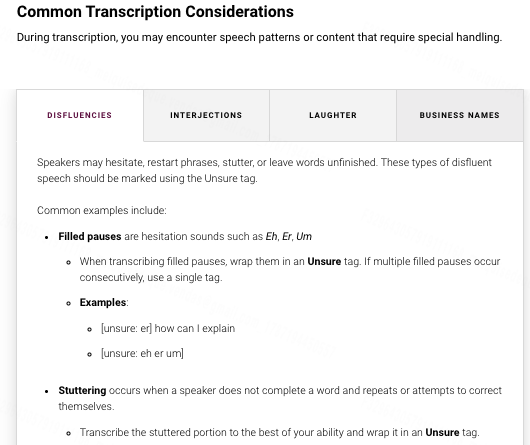 Common Transcription Considerations
During transcription, you may encounter speech patterns or content that require special handling.
DISFLUENCIES
INTERJECTIONS
LAUGHTER
BUSINESS NAMES
Speakers may hesitate, restart phrases, stutter, or leave words unfinished. These types of disfluent
speech should be marked using the Unsure tag.
Common examples include:
• Filled pauses are hesitation sounds such as Eh, Er, Um
∘ When transcribing filled pauses, wrap them in an Unsure tag. If multiple filled pauses occur
consecutively, use a single tag.
∘ Examples:
∘ [unsure: er] how can I explain
∘ [unsure: eh er um]
• Stuttering occurs when a speaker does not complete a word and repeats or attempts to correct
themselves.
∘ Transcribe the stuttered portion to the best of your ability and wrap it in an Unsure tag.